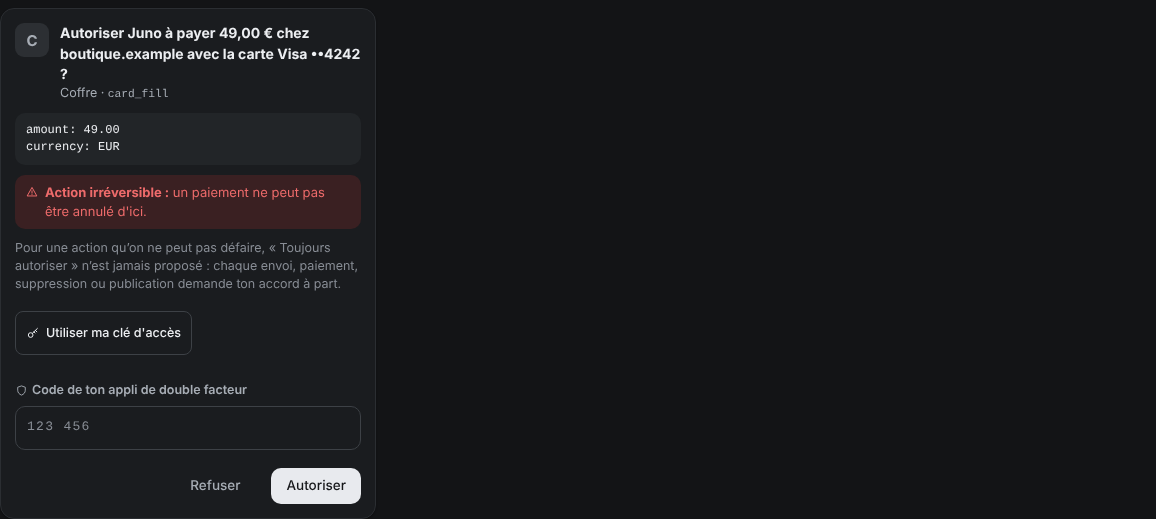 C
Autoriser Juno à payer 49,00 € chez
boutique.example avec la carte Visa ••4242
?
Coffre · card_fill
amount: 49.00
currency: EUR
Action irréversible : un paiement ne peut pas
être annulé d'ici.
Pour une action qu’on ne peut pas défaire, « Toujours
autoriser » n’est jamais proposé : chaque envoi, paiement,
suppression ou publication demande ton accord à part.
Utiliser ma clé d'accès
Code de ton appli de double facteur
123 456
Refuser
Autoriser